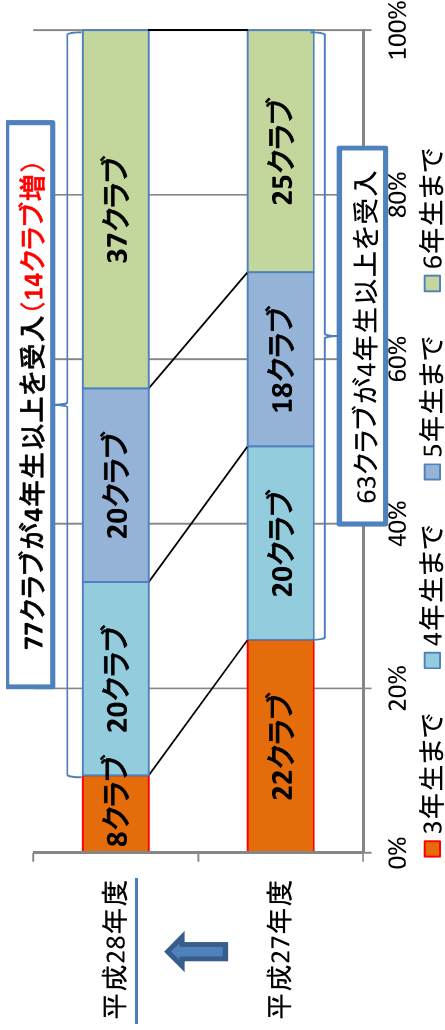 77クラブが4年生以上を受入(14クラブ増)
平成28年度
8クラブ
20クラブ
20クラブ
37クラブ
平成27年度
22クラブ
20クラブ
18クラブ
25クラブ
63クラブが4年生以上を受入
0%
20%
40%
60%
80%
100%
3年生まで
4年生まで
5年生まで
6年生まで